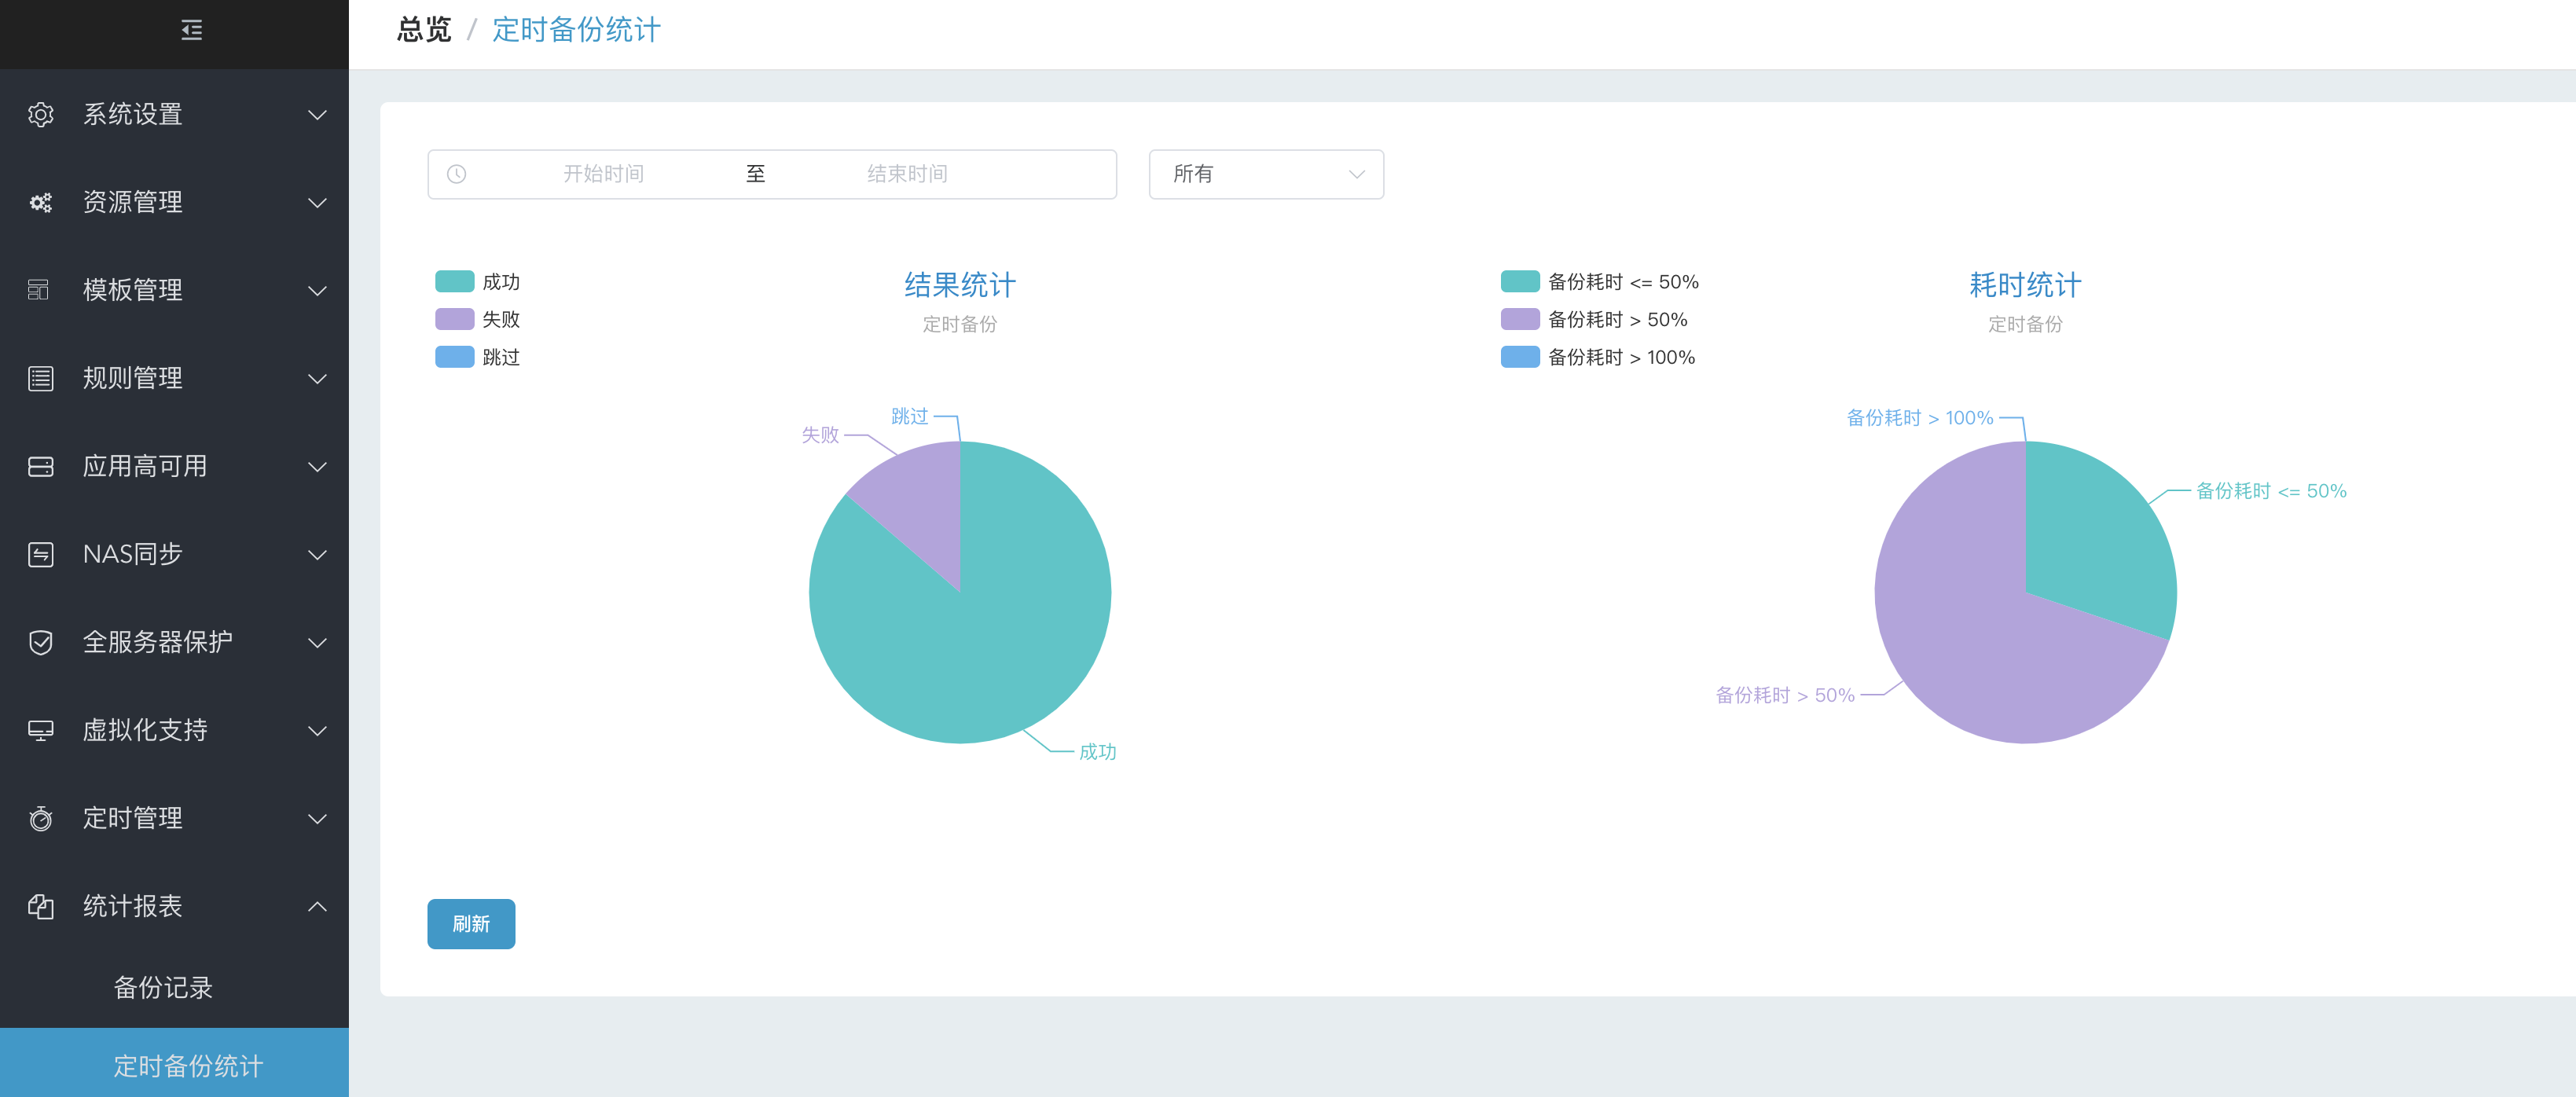 总览 / 定时备份统计
系统设置
资源管理
模板管理
规则管理
应用高可用
NAS同步
全服务器保护
虚拟化支持
定时管理
统计报表
备份记录
定时备份统计
开始时间 至 结束时间
所有
成功
失败
跳过
结果统计
定时备份
跳过
失败
成功
备份耗时 <= 50%
备份耗时 > 50%
备份耗时 > 100%
耗时统计
定时备份
备份耗时 > 100%
备份耗时 <= 50%
备份耗时 > 50%
刷新